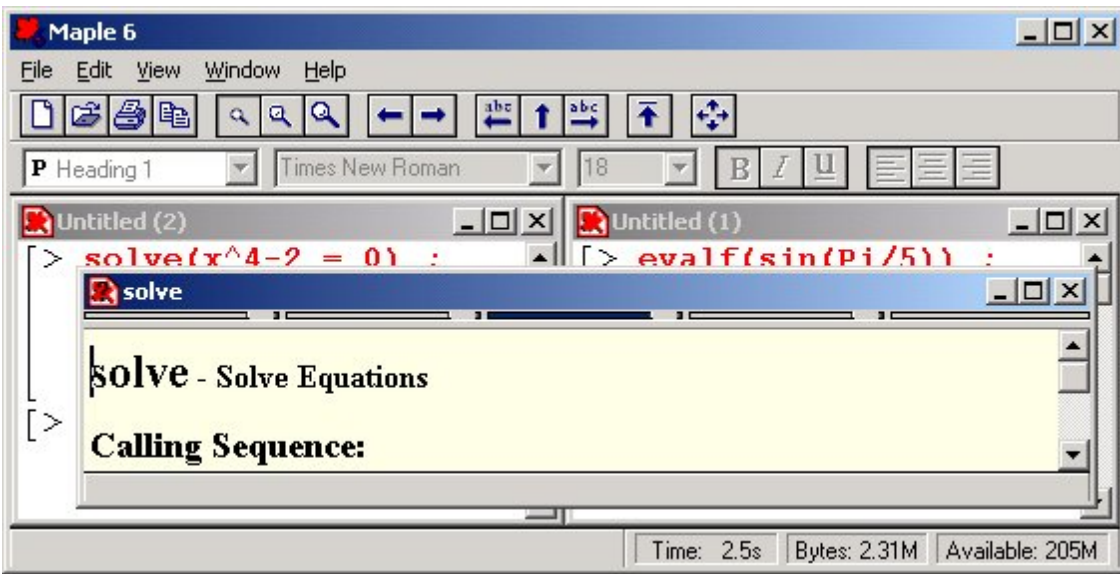 Maple 6
File Edit View Window Help
abc abc
P Heading 1 Times New Roman 18 B I U
Untitled (2)
[> solve(x^4-2 = 0) ;
[>
Untitled (1)
[> evalf(sin(Pi/5)) ;
solve
solve - Solve Equations
Calling Sequence:
Time: 2.5s Bytes: 2.31M Available: 205M